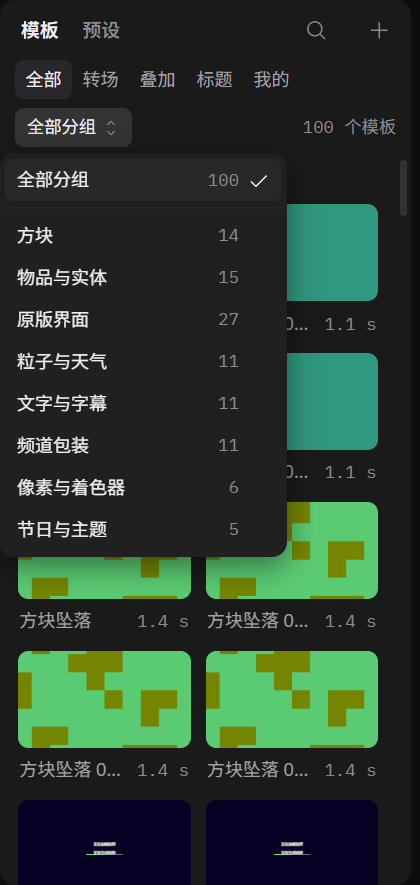 模板 预设
全部 转场 叠加 标题 我的
全部分组 100 个模板
全部分组 100
方块 14
物品与实体 15
原版界面 27
0... 1.1 s
粒子与天气 11
文字与字幕 11
频道包装 11
0... 1.1 s
像素与着色器 6
节日与主题 5
方块坠落 1.4 s 方块坠落 0... 1.4 s
方块坠落 0... 1.4 s 方块坠落 0... 1.4 s